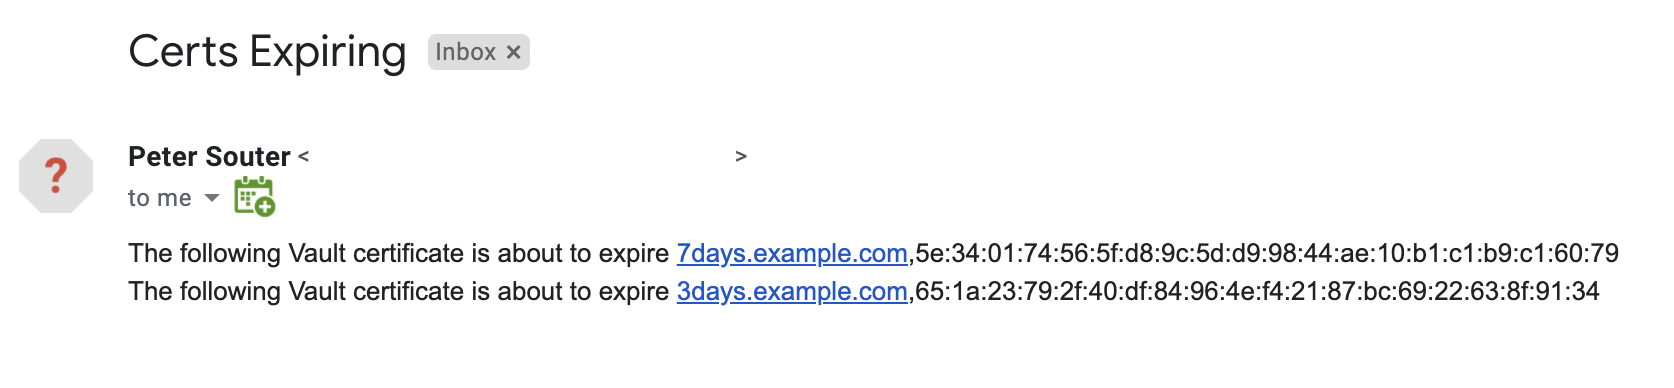 Certs Expiring Inbox ×
?
Peter Souter < >
to me
The following Vault certificate is about to expire 7days.example.com,5e:34:01:74:56:5f:d8:9c:5d:d9:98:44:ae:10:b1:c1:b9:c1:60:79
The following Vault certificate is about to expire 3days.example.com,65:1a:23:79:2f:40:df:84:96:4e:f4:21:87:bc:69:22:63:8f:91:34